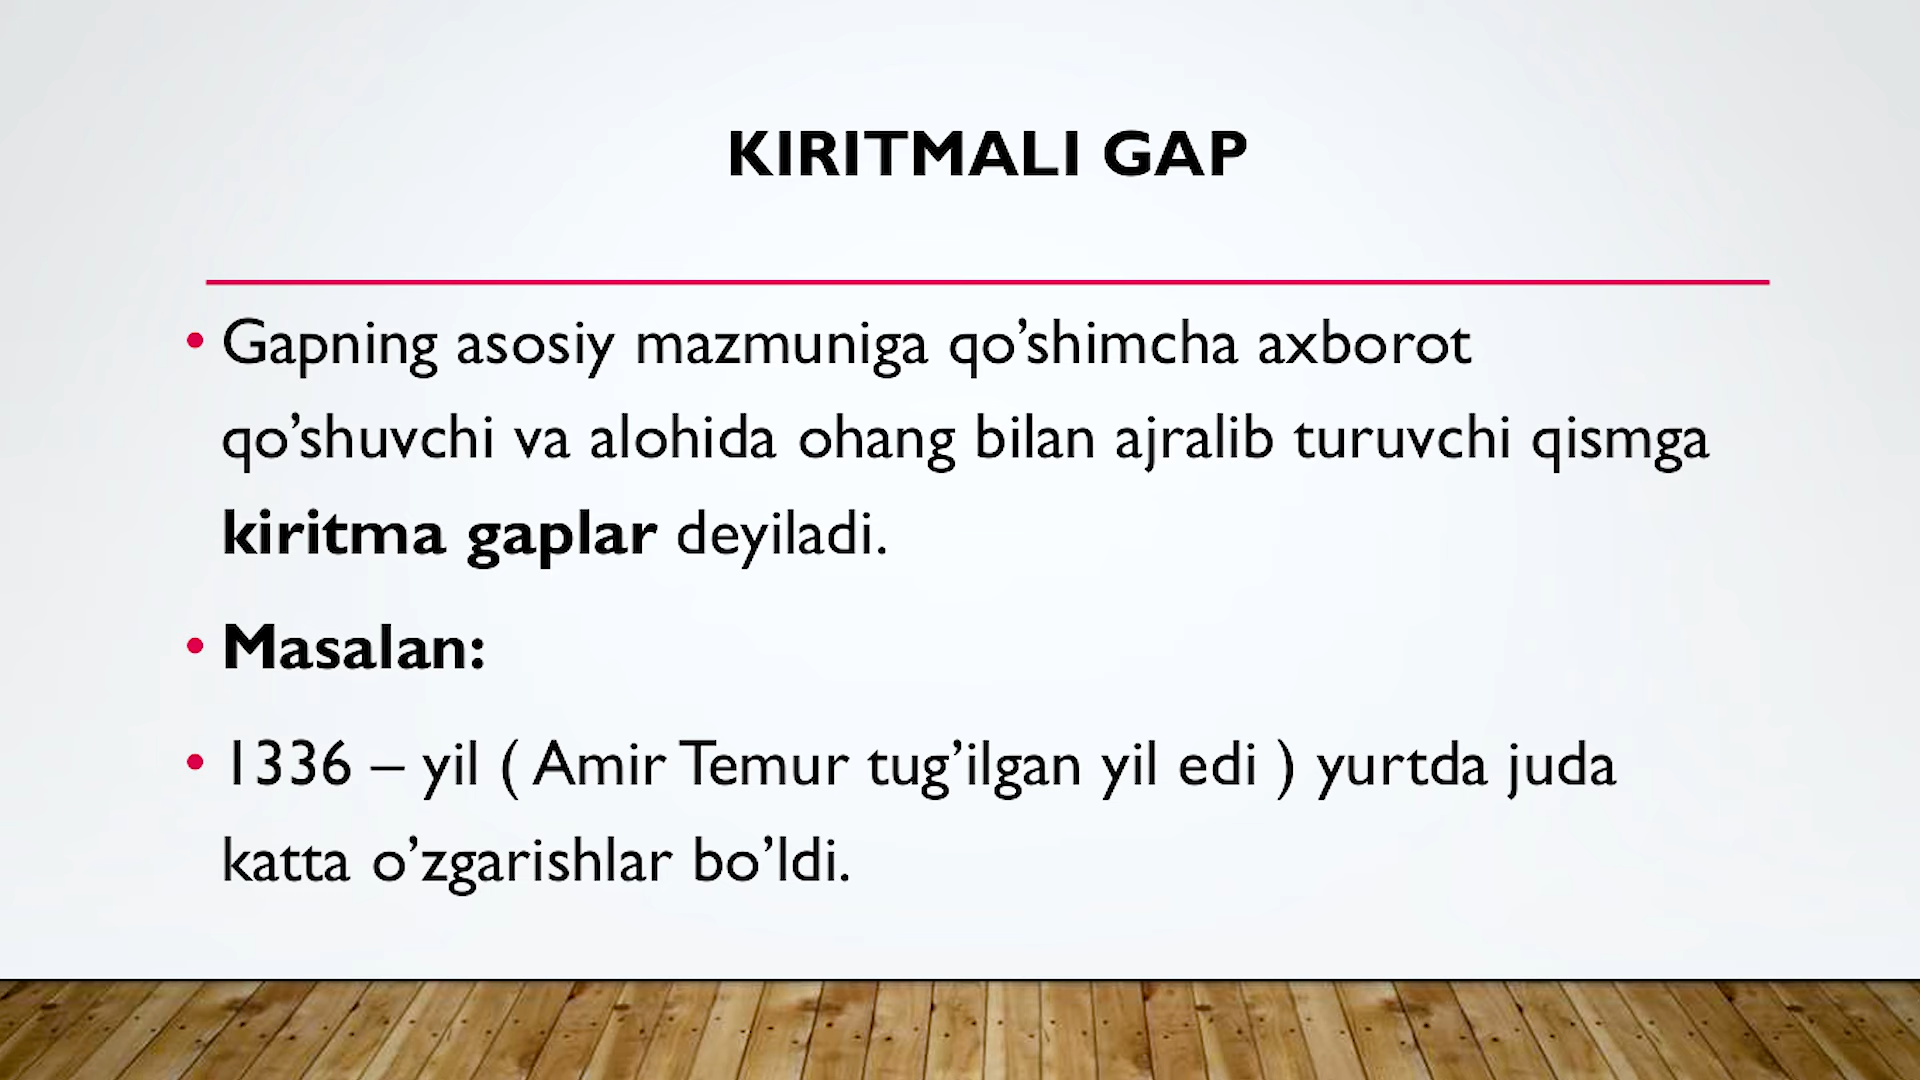 KIRITMALI GAP
• Gapning asosiy mazmuniga qo’shimcha axborot
qo’shuvchi va alohida ohang bilan ajralib turuvchi qismga
kiritma gaplar deyiladi.
• Masalan:
• 1336 – yil ( Amir Temur tug’ilgan yil edi ) yurtda juda
katta o’zgarishlar bo’ldi.